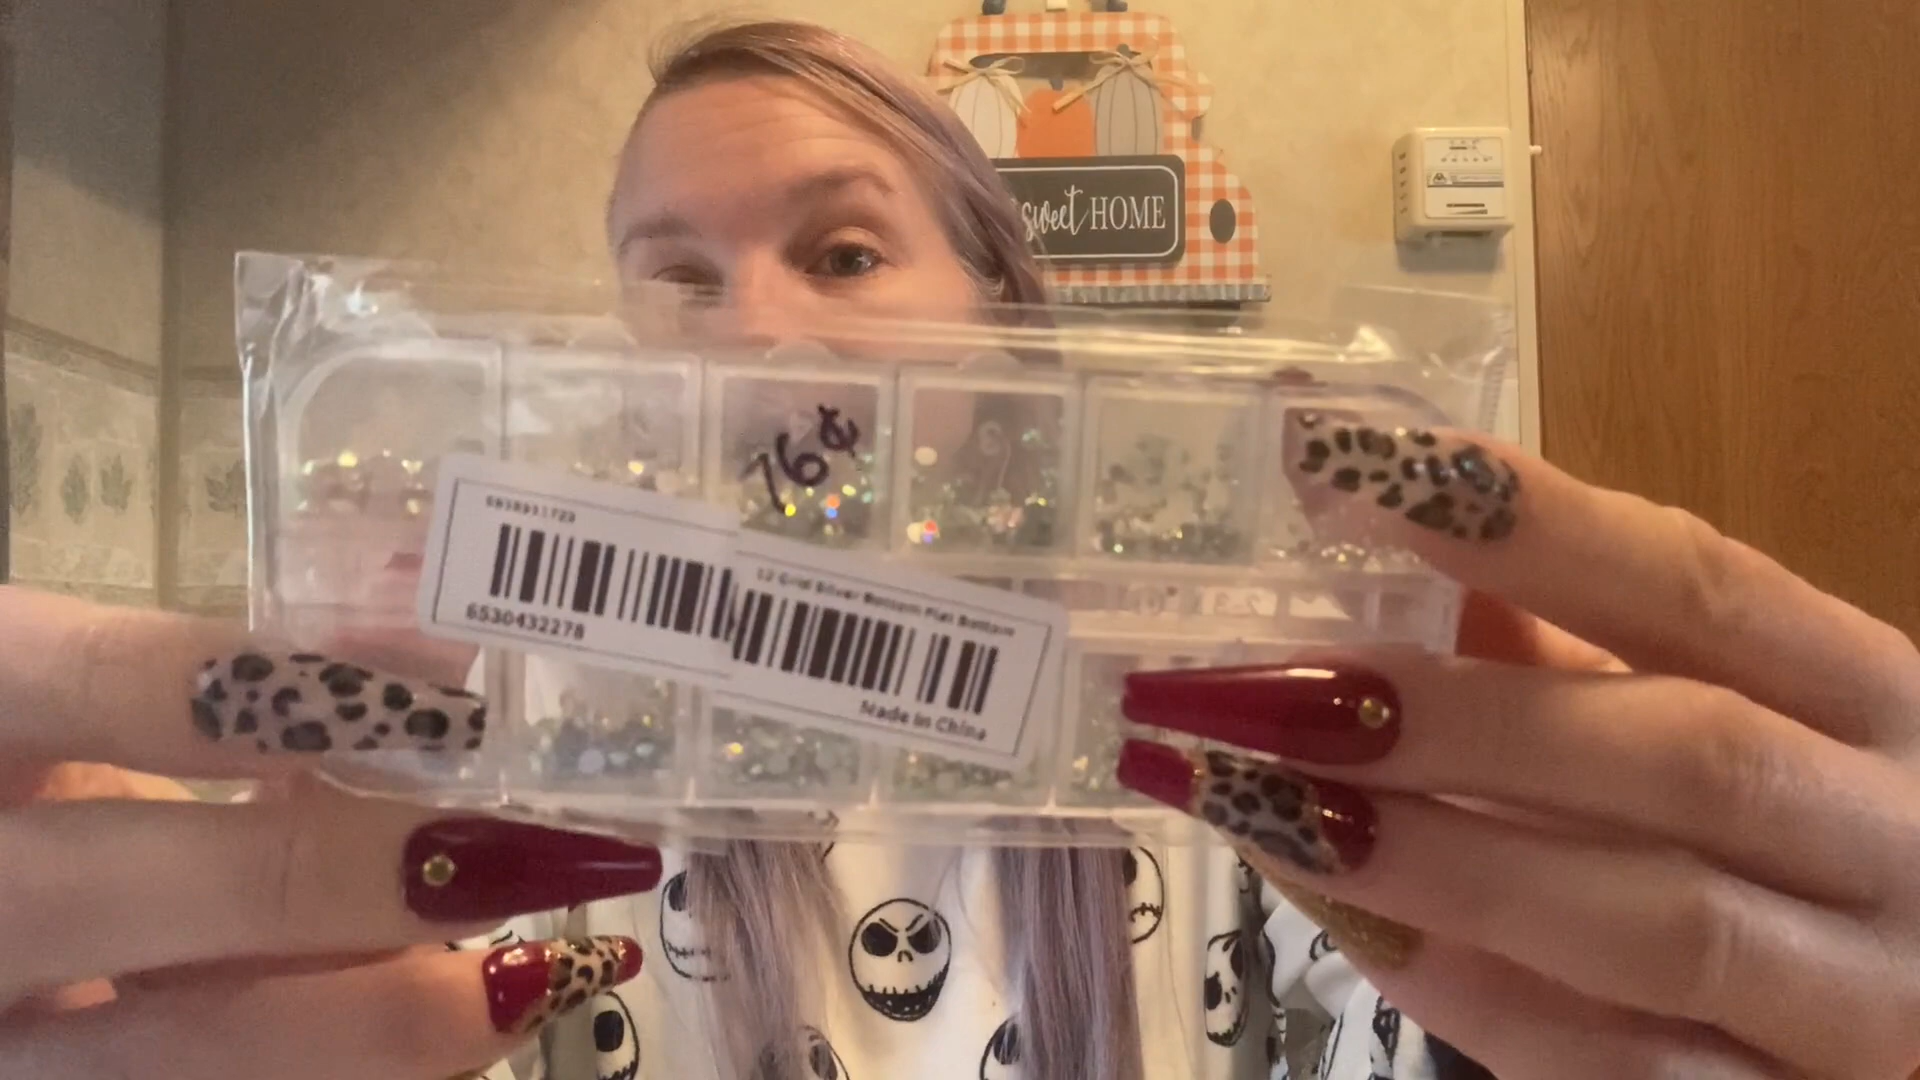 sweet HOME
76¢
6530432278
12 Grid Silver Bottom Flat Bottom
Made in China